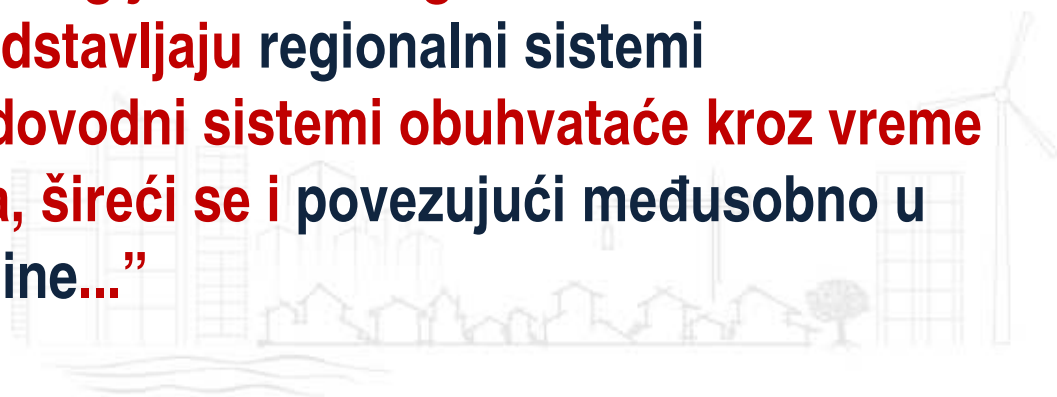 dstavljaju regionalni sistemi
dovodni sistemi obuhvataće kroz vreme
a, šireći se i povezujući međusobno u
ine...”